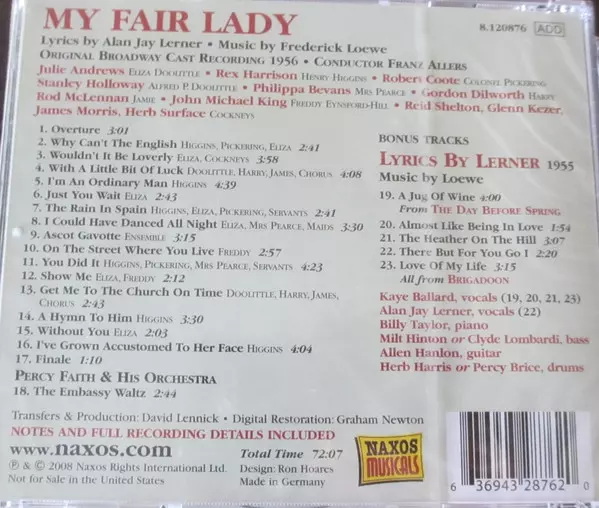 MY FAIR LADY
8.120876 ADD
Lyrics by Alan Jay Lerner • Music by Frederick Loewe
Original Broadway Cast Recording 1956 • Conductor Franz Allers
Julie Andrews Eliza Doolittle • Rex Harrison Henry Higgins • Robert Coote Colonel Pickering
Stanley Holloway Alfred P. Doolittle • Philippa Bevans Mrs Pearce • Gordon Dilworth Harry
Rod McLennan Jamie • John Michael King Freddy Eynsford-Hill • Reid Shelton, Glenn Kezer,
James Morris, Herb Surface Cockneys
1. Overture 3:01
2. Why Can't The English Higgins, Pickering, Eliza 2:41
3. Wouldn't It Be Loverly Eliza, Cockneys 3:58
4. With A Little Bit Of Luck Doolittle, Harry, James, Chorus 4:08
5. I'm An Ordinary Man Higgins 4:39
6. Just You Wait Eliza 2:43
7. The Rain In Spain Higgins, Eliza, Pickering, Servants 2:41
8. I Could Have Danced All Night Eliza, Mrs Pearce, Maids 3:30
9. Ascot Gavotte Ensemble 3:15
10. On The Street Where You Live Freddy 2:57
11. You Did It Higgins, Pickering, Mrs Pearce, Servants 4:23
12. Show Me Eliza, Freddy 2:12
13. Get Me To The Church On Time Doolittle, Harry, James,
Chorus 2:43
14. A Hymn To Him Higgins 3:30
15. Without You Eliza 2:03
16. I've Grown Accustomed To Her Face Higgins 4:04
17. Finale 1:10
Percy Faith & His Orchestra
18. The Embassy Waltz 2:44
Bonus Tracks
Lyrics By Lerner 1955
Music by Loewe
19. A Jug Of Wine 4:00
From The Day Before Spring
20. Almost Like Being In Love 1:54
21. The Heather On The Hill 3:07
22. There But For You Go I 2:20
23. Love Of My Life 3:15
All from Brigadoon
Kaye Ballard, vocals (19, 20, 21, 23)
Alan Jay Lerner, vocals (22)
Billy Taylor, piano
Milt Hinton or Clyde Lombardi, bass
Allen Hanlon, guitar
Herb Harris or Percy Brice, drums
Transfers & Production: David Lennick • Digital Restoration: Graham Newton
NOTES AND FULL RECORDING DETAILS INCLUDED
www.naxos.com
Total Time 72:07
℗ & © 2008 Naxos Rights International Ltd.
Design: Ron Hoares
Not for Sale in the United States
Made in Germany
NAXOS
MUSICALS
6 36943 28762 0